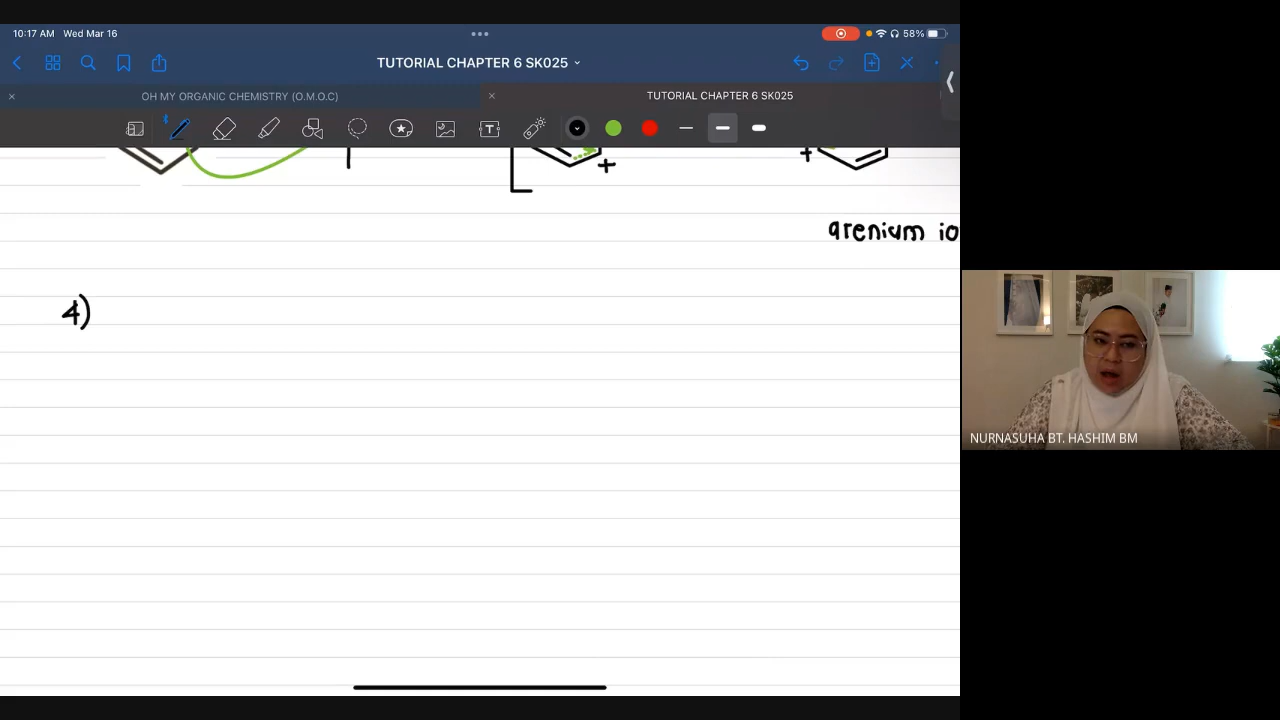 10:17 AM Wed Mar 16
58%
TUTORIAL CHAPTER 6 SK025
OH MY ORGANIC CHEMISTRY (O.M.O.C)
TUTORIAL CHAPTER 6 SK025
T
+
+
arenium io
4)
NURNASUHA BT. HASHIM BM